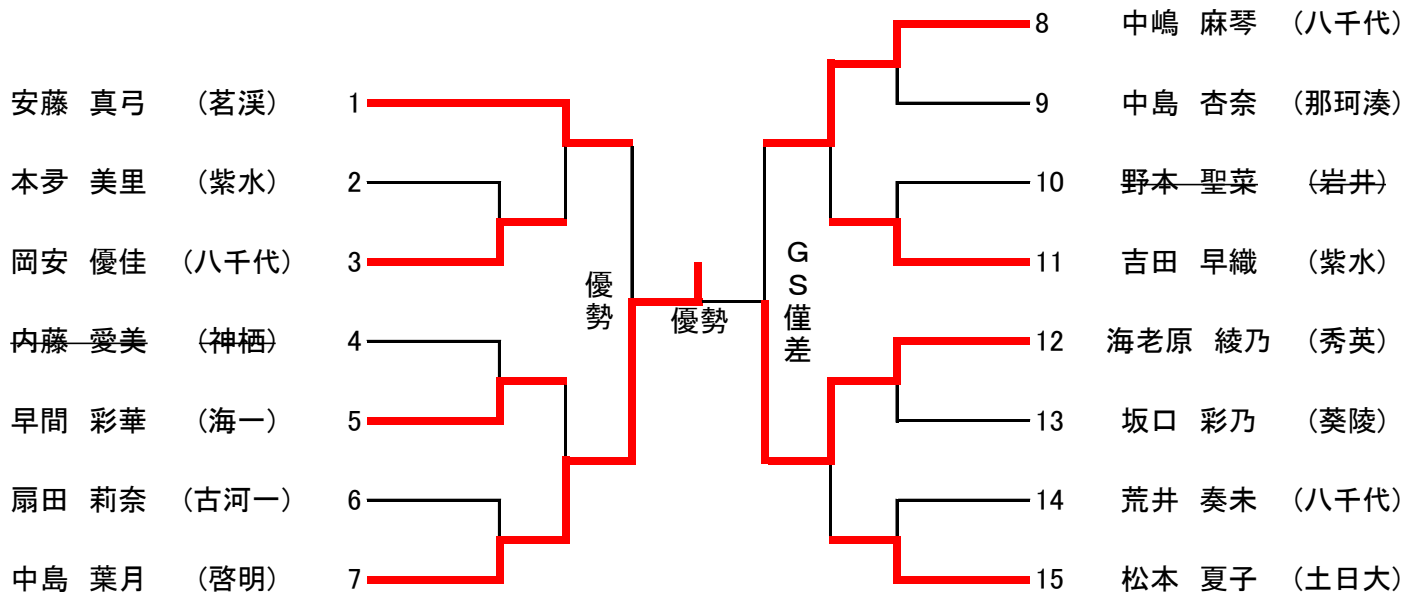 安藤 真弓 (茗溪) 1
本多 美里 (紫水) 2
岡安 優佳 (八千代) 3
内藤 愛美 (神栖) 4
早間 彩華 (海一) 5
扇田 莉奈 (古河一) 6
中島 葉月 (啓明) 7
優勢
優勢
GS僅差
8 中嶋 麻琴 (八千代)
9 中島 杏奈 (那珂湊)
10 野本 聖菜 (岩井)
11 吉田 早織 (紫水)
12 海老原 綾乃 (秀英)
13 坂口 彩乃 (葵陵)
14 荒井 奏未 (八千代)
15 松本 夏子 (土日大)